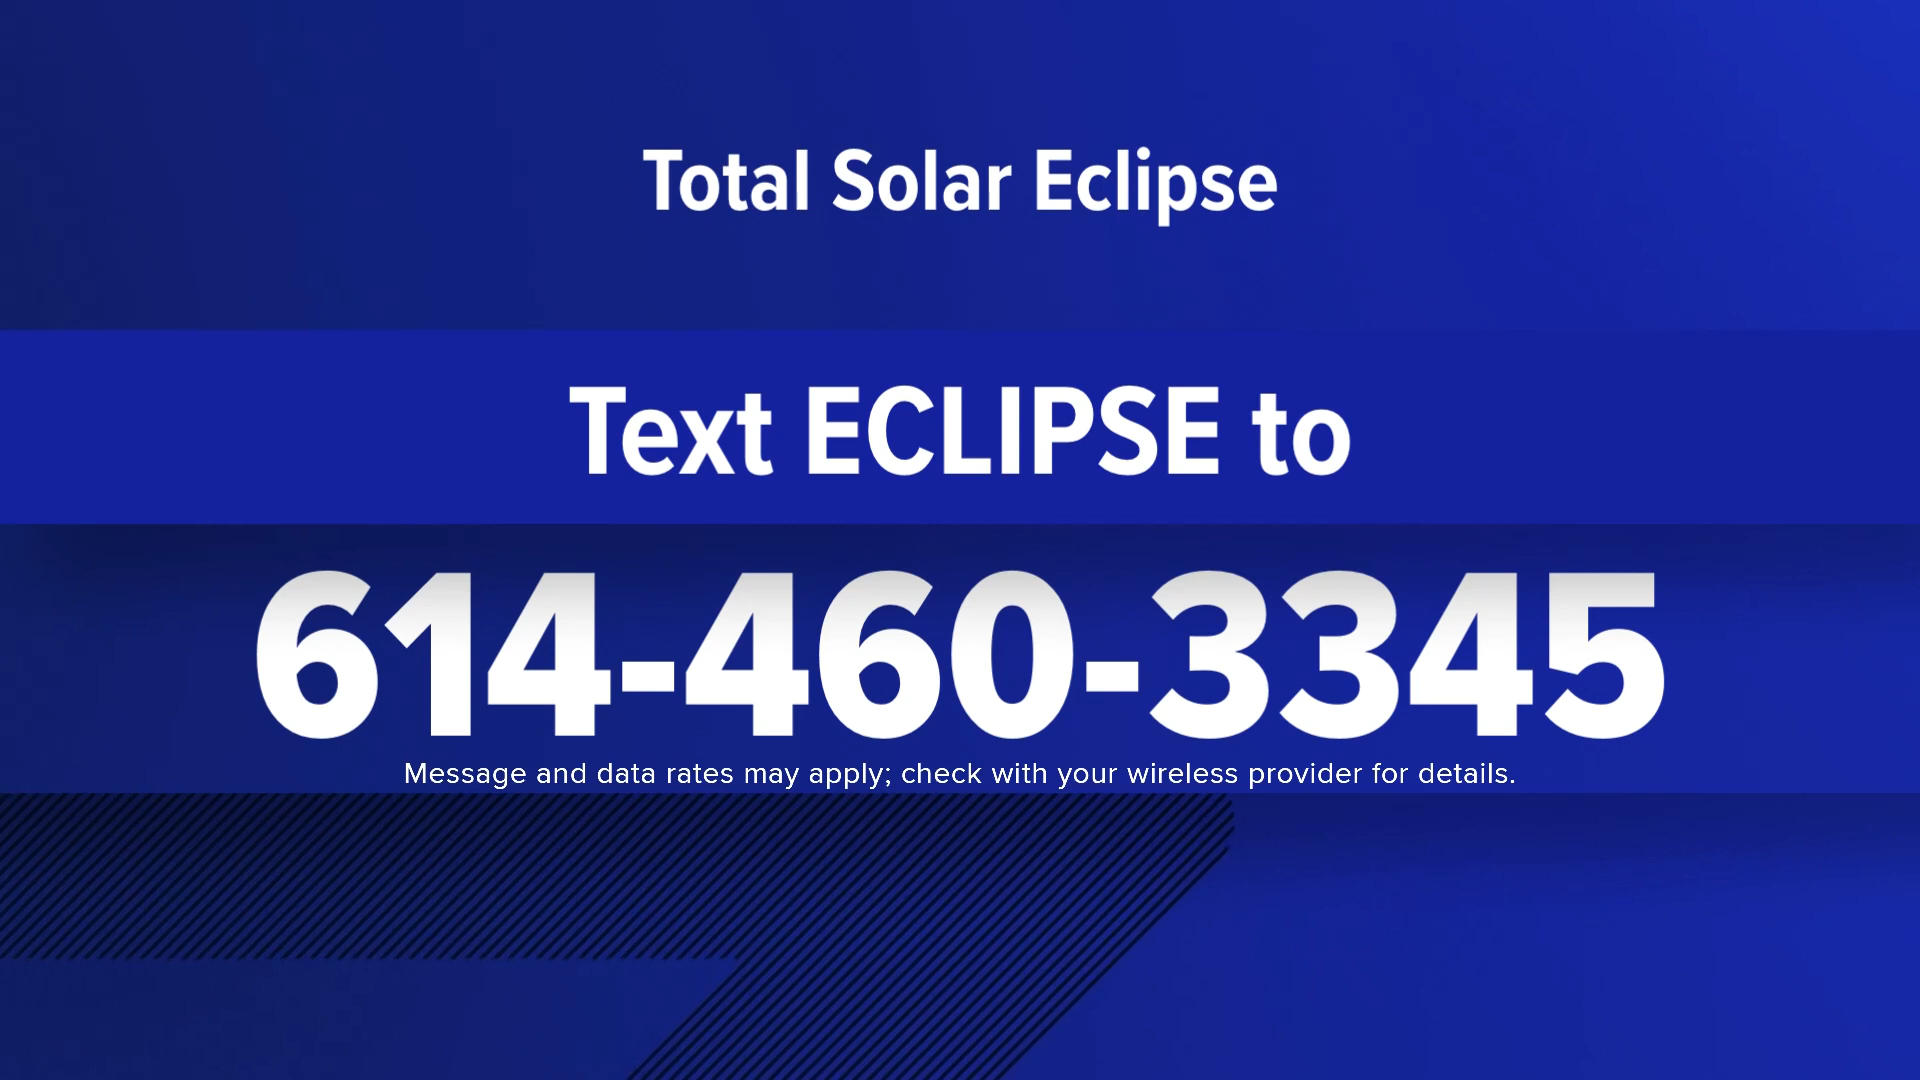 Total Solar Eclipse
Text ECLIPSE to
614-460-3345
Message and data rates may apply; check with your wireless provider for details.